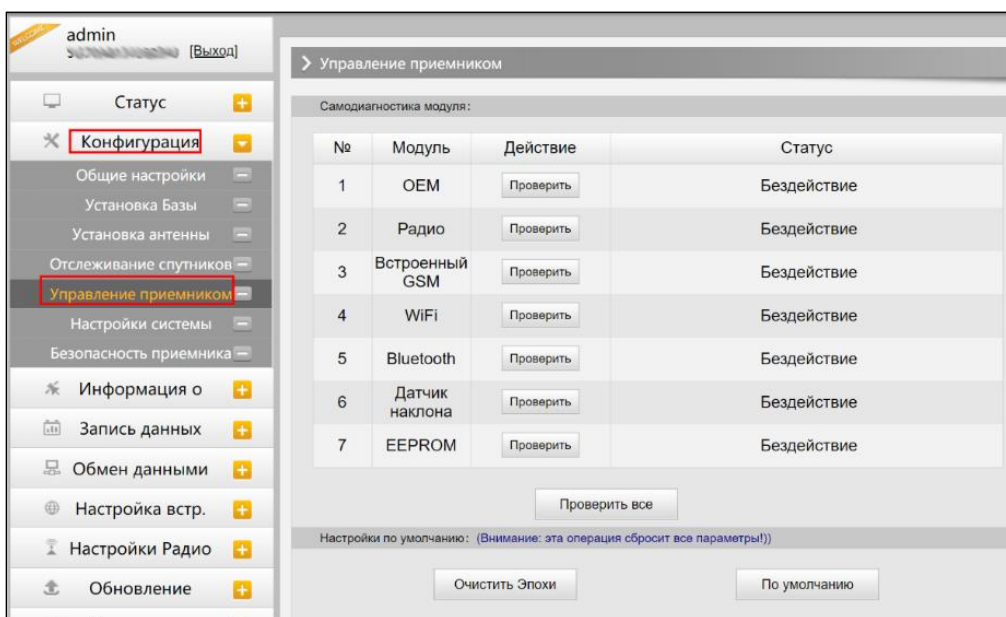 WELCOME
admin
[Выход]
Статус
Конфигурация
Общие настройки
Установка Базы
Установка антенны
Отслеживание спутников
Управление приемником
Настройки системы
Безопасность приемника
Информация о
Запись данных
Обмен данными
Настройка встр.
Настройки Радио
Обновление
Управление приемником
Самодиагностика модуля:
№ Модуль Действие Статус
1 OEM Проверить Бездействие
2 Радио Проверить Бездействие
3 Встроенный GSM Проверить Бездействие
4 WiFi Проверить Бездействие
5 Bluetooth Проверить Бездействие
6 Датчик наклона Проверить Бездействие
7 EEPROM Проверить Бездействие
Проверить все
Настройки по умолчанию: (Внимание: эта операция сбросит все параметры!))
Очистить Эпохи По умолчанию